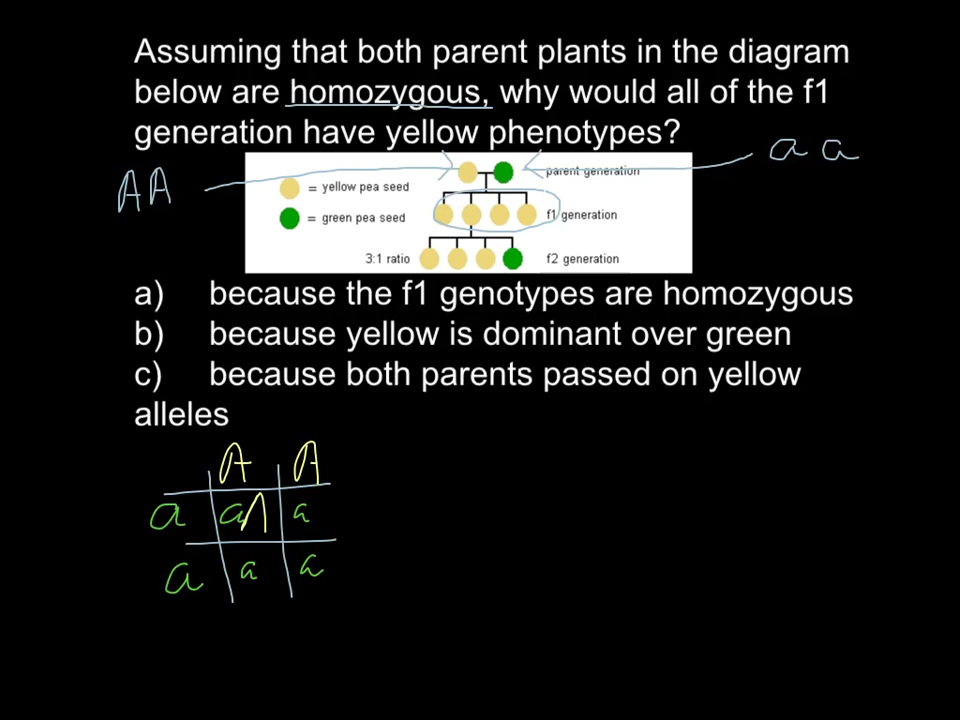 Assuming that both parent plants in the diagram
below are homozygous, why would all of the f1
generation have yellow phenotypes?
a a
AA
parent generation
= yellow pea seed
= green pea seed
f1 generation
3:1 ratio
f2 generation
a) because the f1 genotypes are homozygous
b) because yellow is dominant over green
c) because both parents passed on yellow
alleles
A A
a aA a
a a a